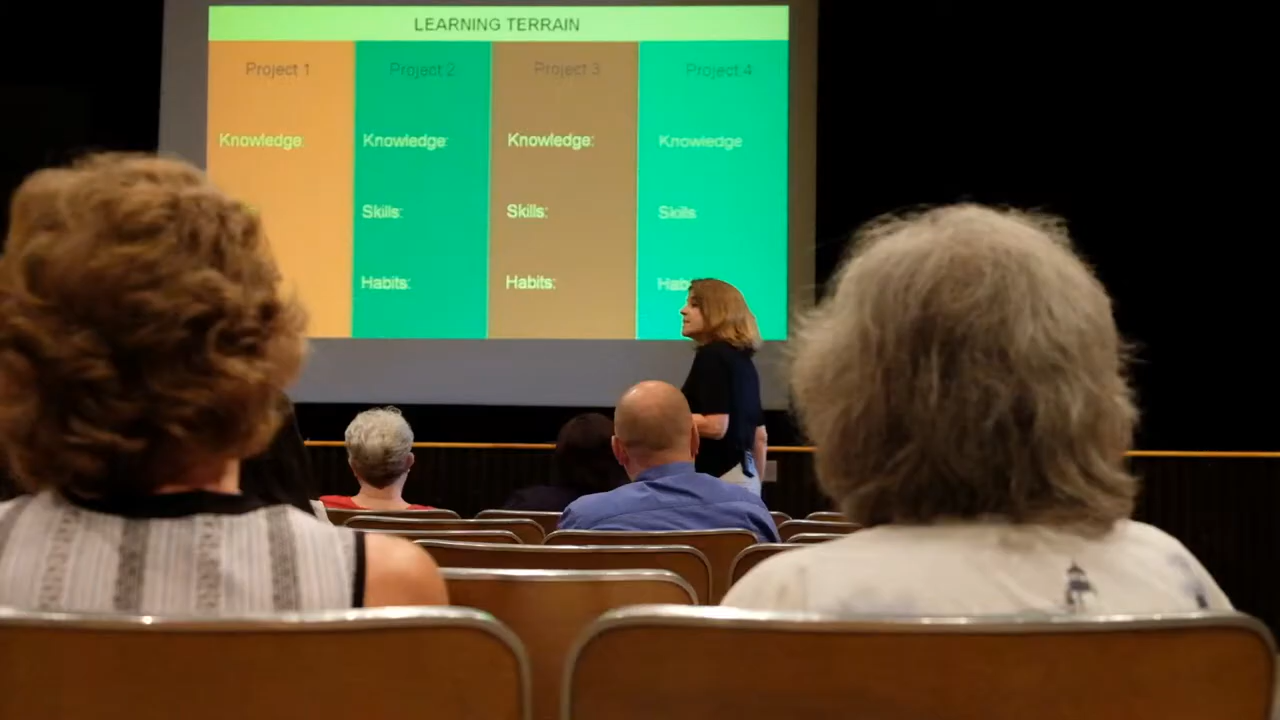 LEARNING TERRAIN
Project 1 Project 2 Project 3 Project 4
Knowledge: Knowledge: Knowledge: Knowledge
Skills: Skills: Skills
Habits: Habits: